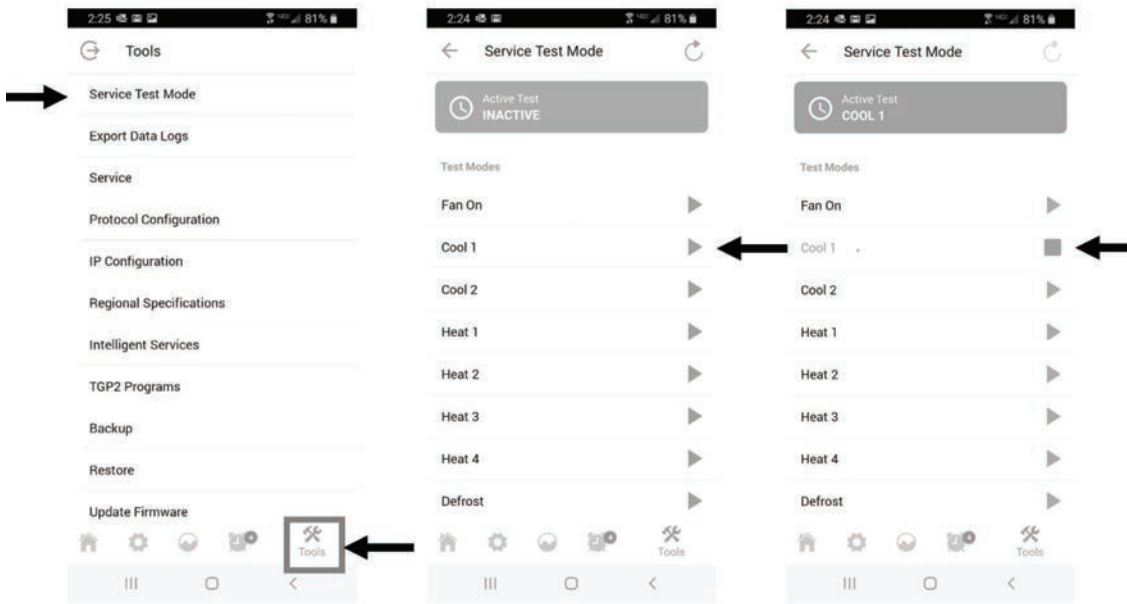 2:25
81%
Tools
Service Test Mode
Export Data Logs
Service
Protocol Configuration
IP Configuration
Regional Specifications
Intelligent Services
TGP2 Programs
Backup
Restore
Update Firmware
4
Tools
2:24
81%
Service Test Mode
Active Test
INACTIVE
Test Modes
Fan On
Cool 1
Cool 2
Heat 1
Heat 2
Heat 3
Heat 4
Defrost
4
Tools
2:24
81%
Service Test Mode
Active Test
COOL 1
Test Modes
Fan On
Cool 1
Cool 2
Heat 1
Heat 2
Heat 3
Heat 4
Defrost
4
Tools